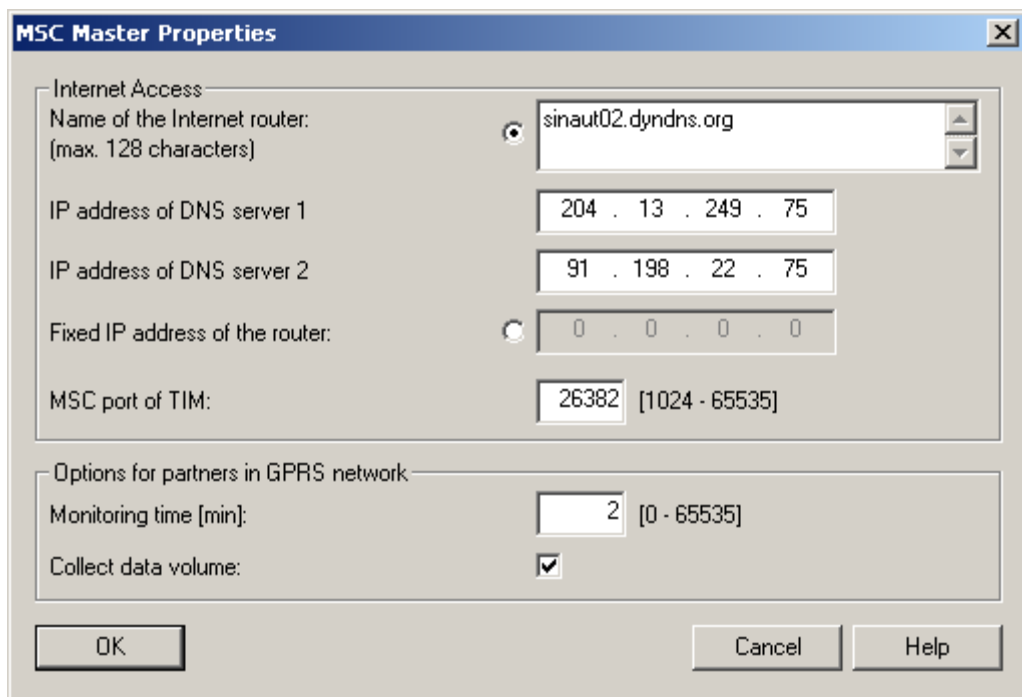 MSC Master Properties
Internet Access
Name of the Internet router:
(max. 128 characters)
sinaut02.dyndns.org
IP address of DNS server 1
204 . 13 . 249 . 75
IP address of DNS server 2
91 . 198 . 22 . 75
Fixed IP address of the router:
0 . 0 . 0 . 0
MSC port of TIM:
26382 [1024 - 65535]
Options for partners in GPRS network
Monitoring time [min]:
2 [0 - 65535]
Collect data volume:
OK
Cancel
Help